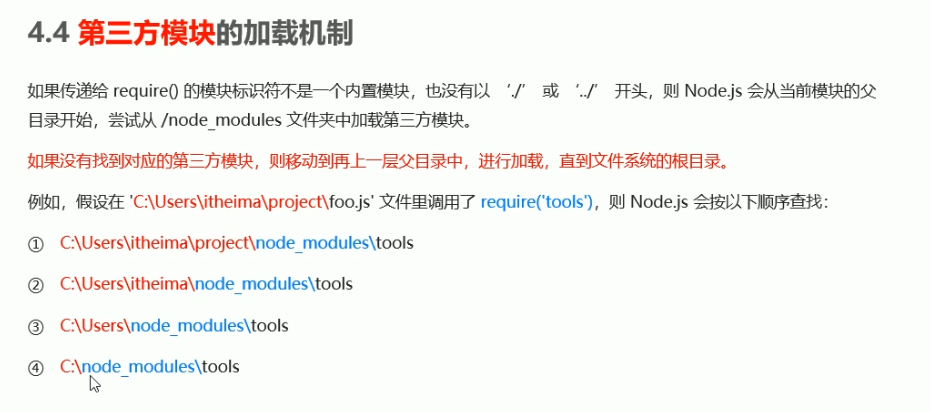 4.4 第三方模块的加载机制
如果传递给 require() 的模块标识符不是一个内置模块，也没有以 ‘./’ 或 ‘../’ 开头，则 Node.js 会从当前模块的父
目录开始，尝试从 /node_modules 文件夹中加载第三方模块。
如果没有找到对应的第三方模块，则移动到再上一层父目录中，进行加载，直到文件系统的根目录。
例如，假设在 'C:\Users\itheima\project\foo.js' 文件里调用了 require('tools')，则 Node.js 会按以下顺序查找：
① C:\Users\itheima\project\node_modules\tools
② C:\Users\itheima\node_modules\tools
③ C:\Users\node_modules\tools
④ C:\node_modules\tools